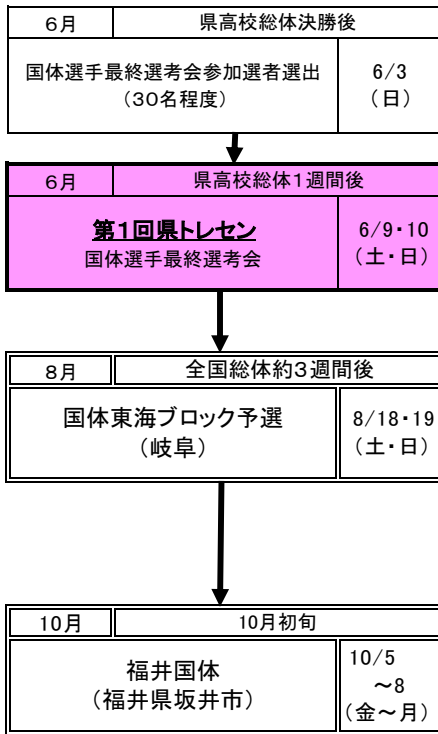 6月 県高校総体決勝後
国体選手最終選考会参加選者選出
(30名程度)
6/3
(日)
6月 県高校総体1週間後
第1回県トレセン
国体選手最終選考会
6/9・10
(土・日)
8月 全国総体約3週間後
国体東海ブロック予選
(岐阜)
8/18・19
(土・日)
10月 10月初旬
福井国体
(福井県坂井市)
10/5
~8
(金~月)